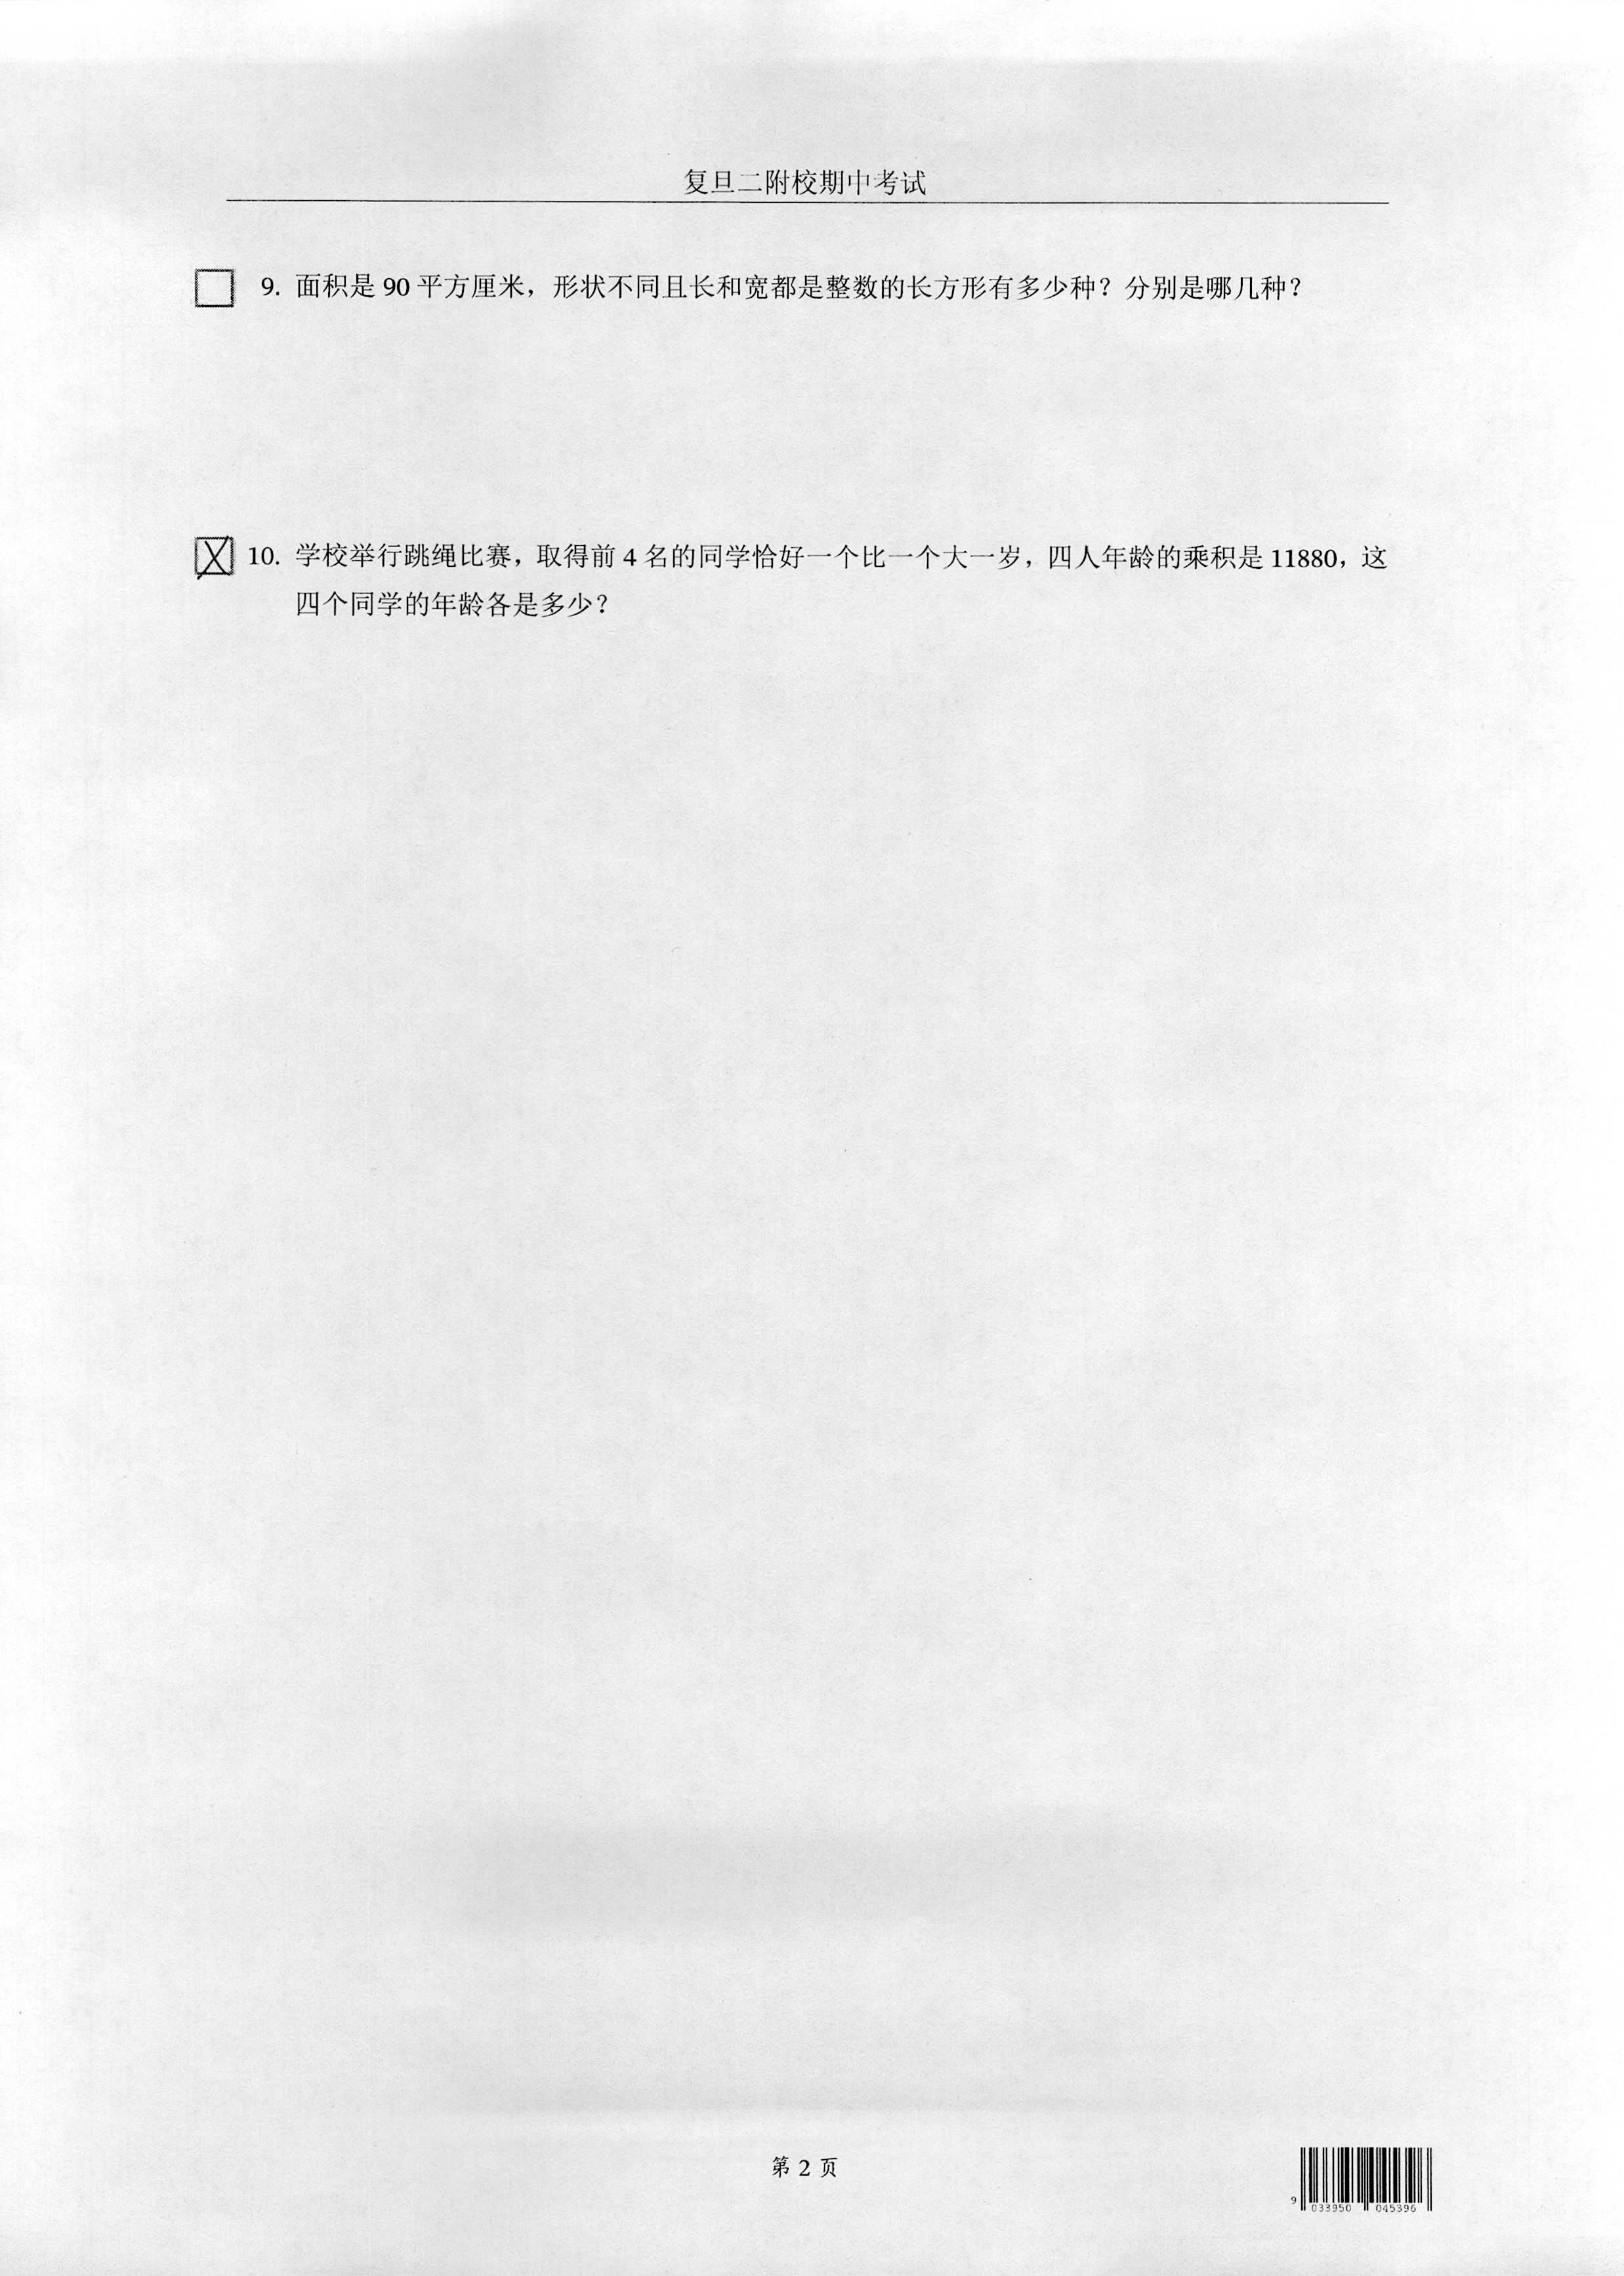 复旦二附校期中考试
9. 面积是 90 平方厘米，形状不同且长和宽都是整数的长方形有多少种？分别是哪几种？
10. 学校举行跳绳比赛，取得前 4 名的同学恰好一个比一个大一岁，四人年龄的乘积是 11880，这
四个同学的年龄各是多少？
第 2 页
9 033950 045396